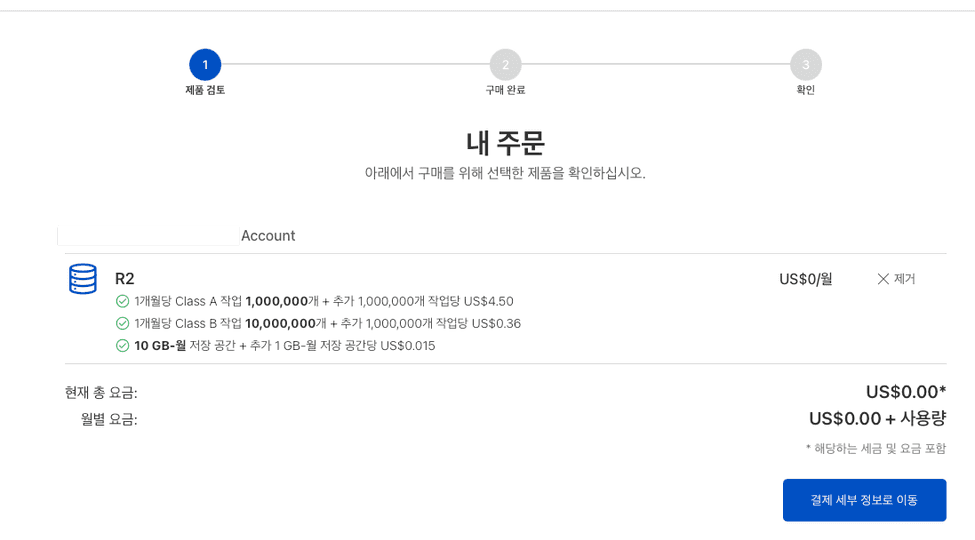 1
2
3
제품 검토
구매 완료
확인
내 주문
아래에서 구매를 위해 선택한 제품을 확인하십시오.
Account
R2
US$0/월
제거
1개월당 Class A 작업 1,000,000개 + 추가 1,000,000개 작업당 US$4.50
1개월당 Class B 작업 10,000,000개 + 추가 1,000,000개 작업당 US$0.36
10 GB-월 저장 공간 + 추가 1 GB-월 저장 공간당 US$0.015
현재 총 요금: US$0.00*
월별 요금: US$0.00 + 사용량
* 해당하는 세금 및 요금 포함
결제 세부 정보로 이동